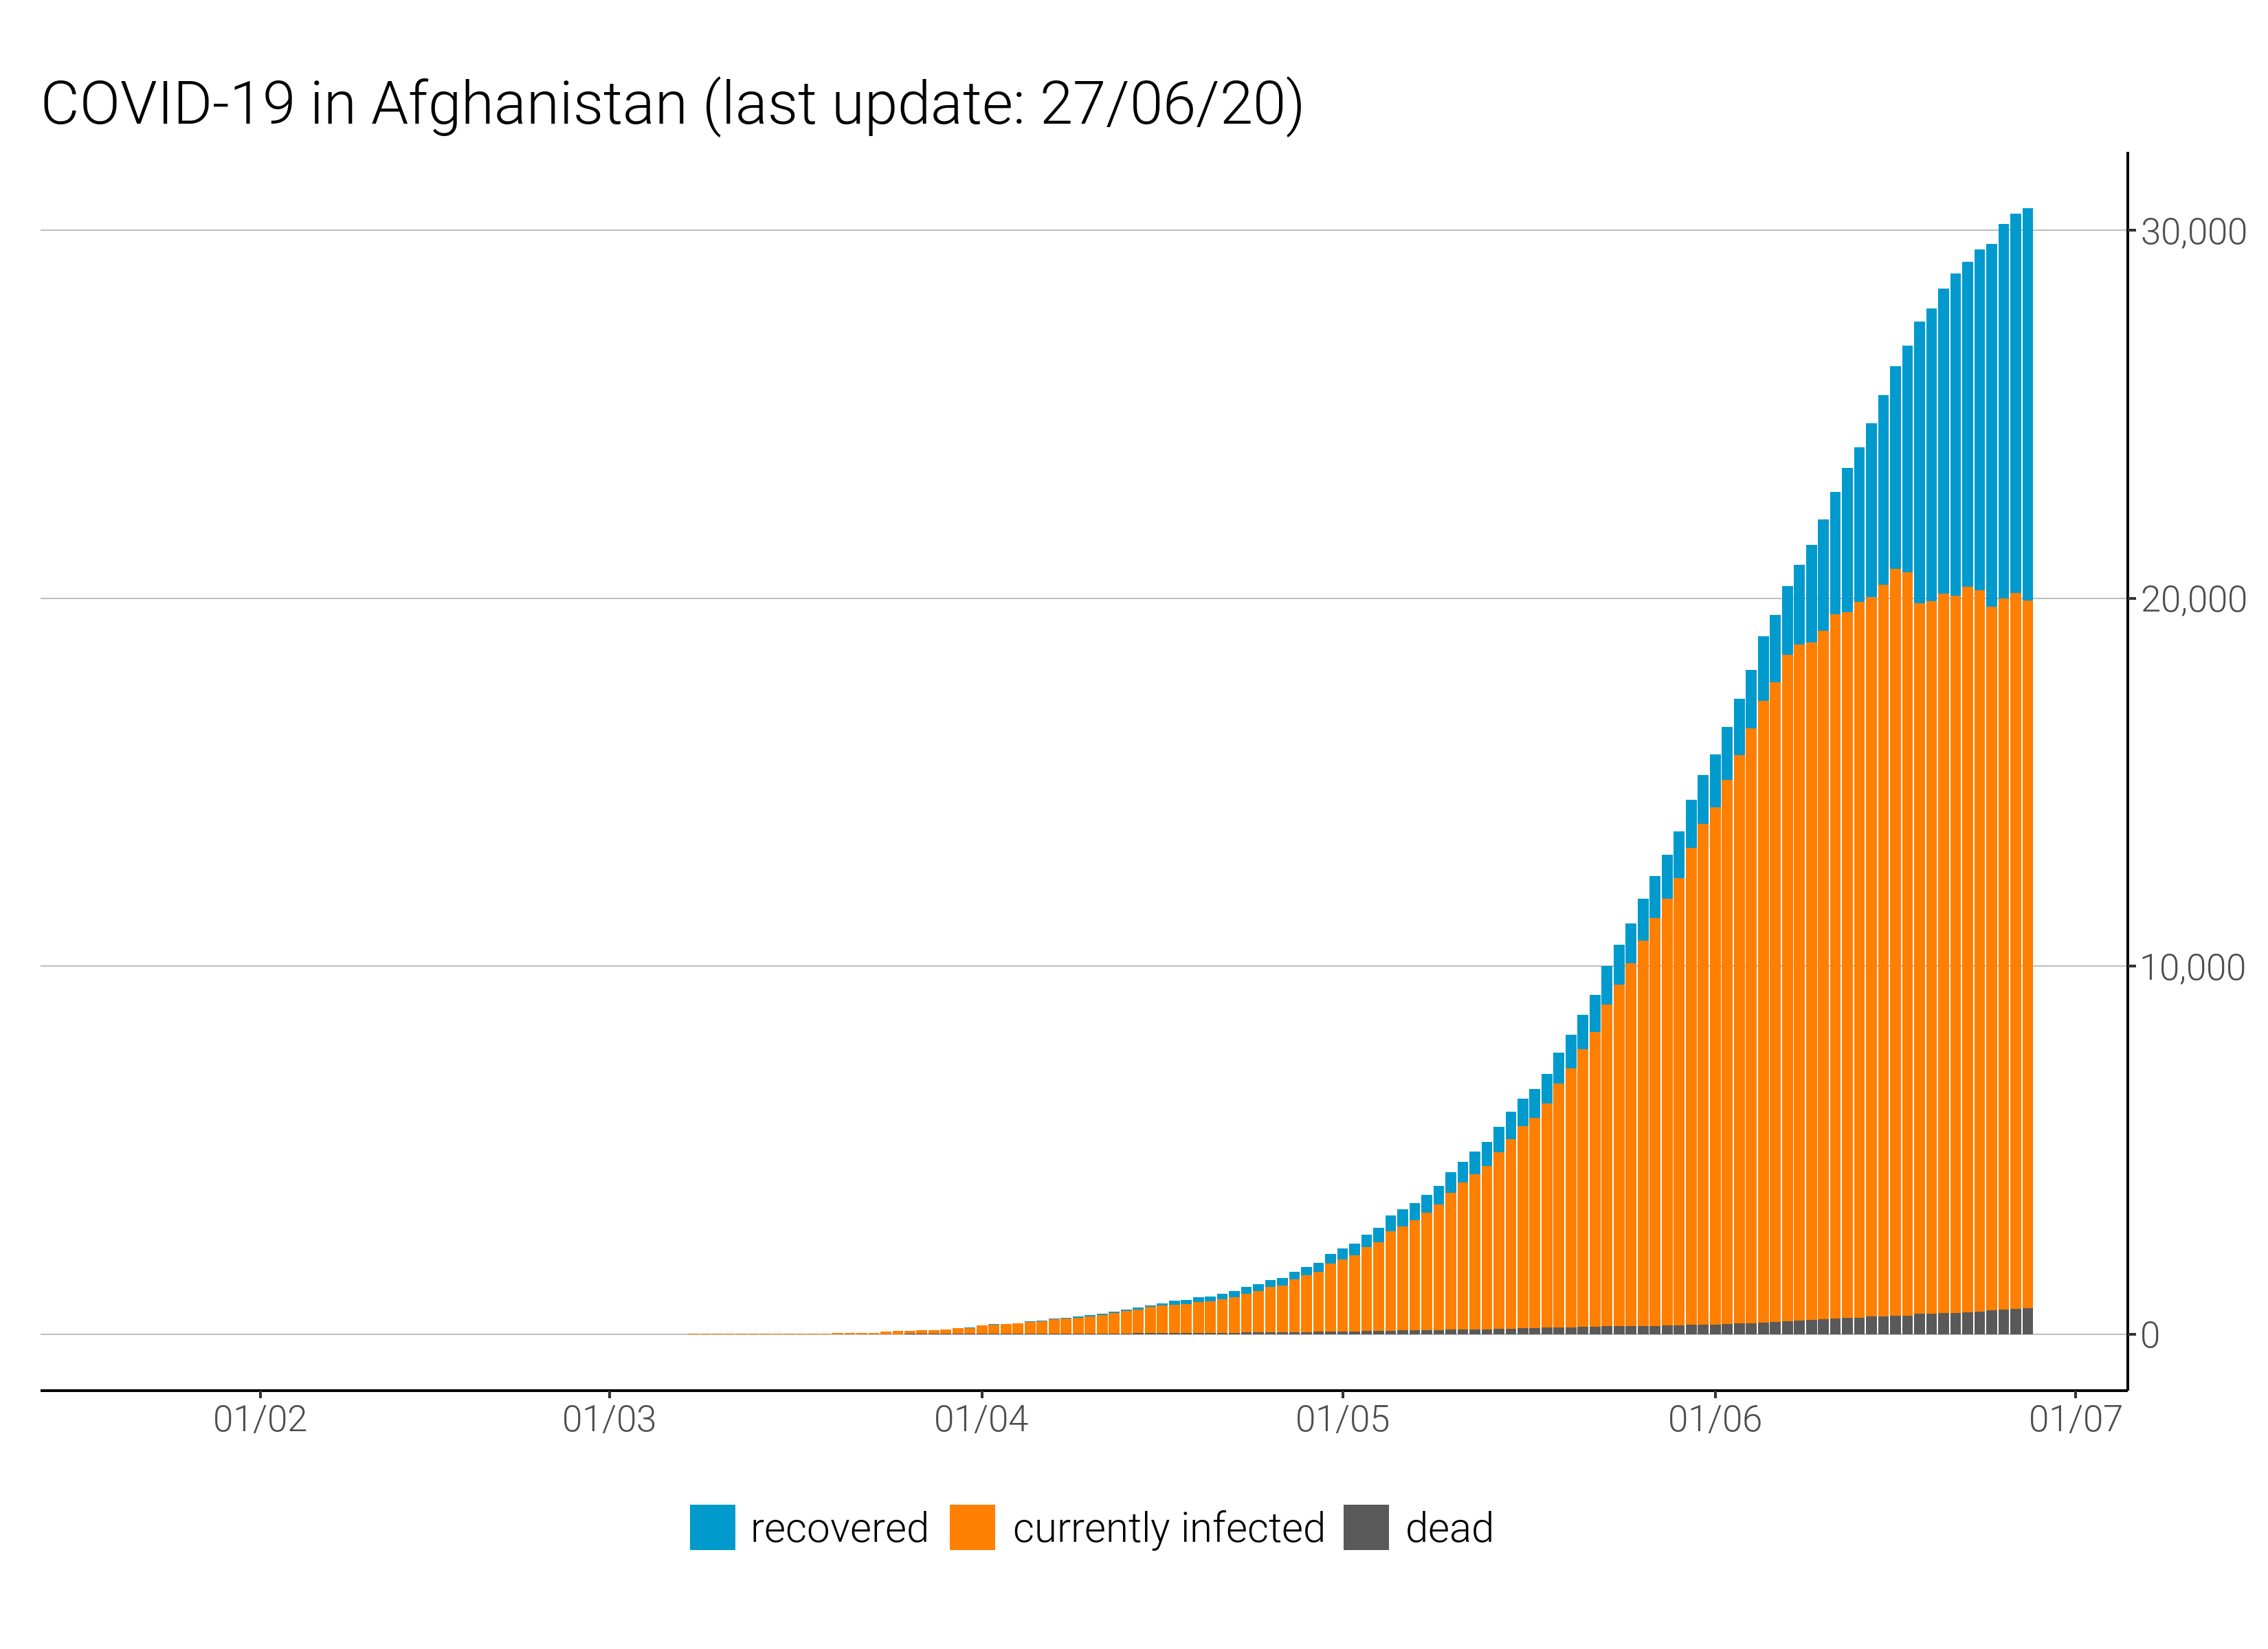 COVID-19 in Afghanistan (last update: 27/06/20)
30,000
20,000
10,000
0
01/02 01/03 01/04 01/05 01/06 01/07
recovered currently infected dead